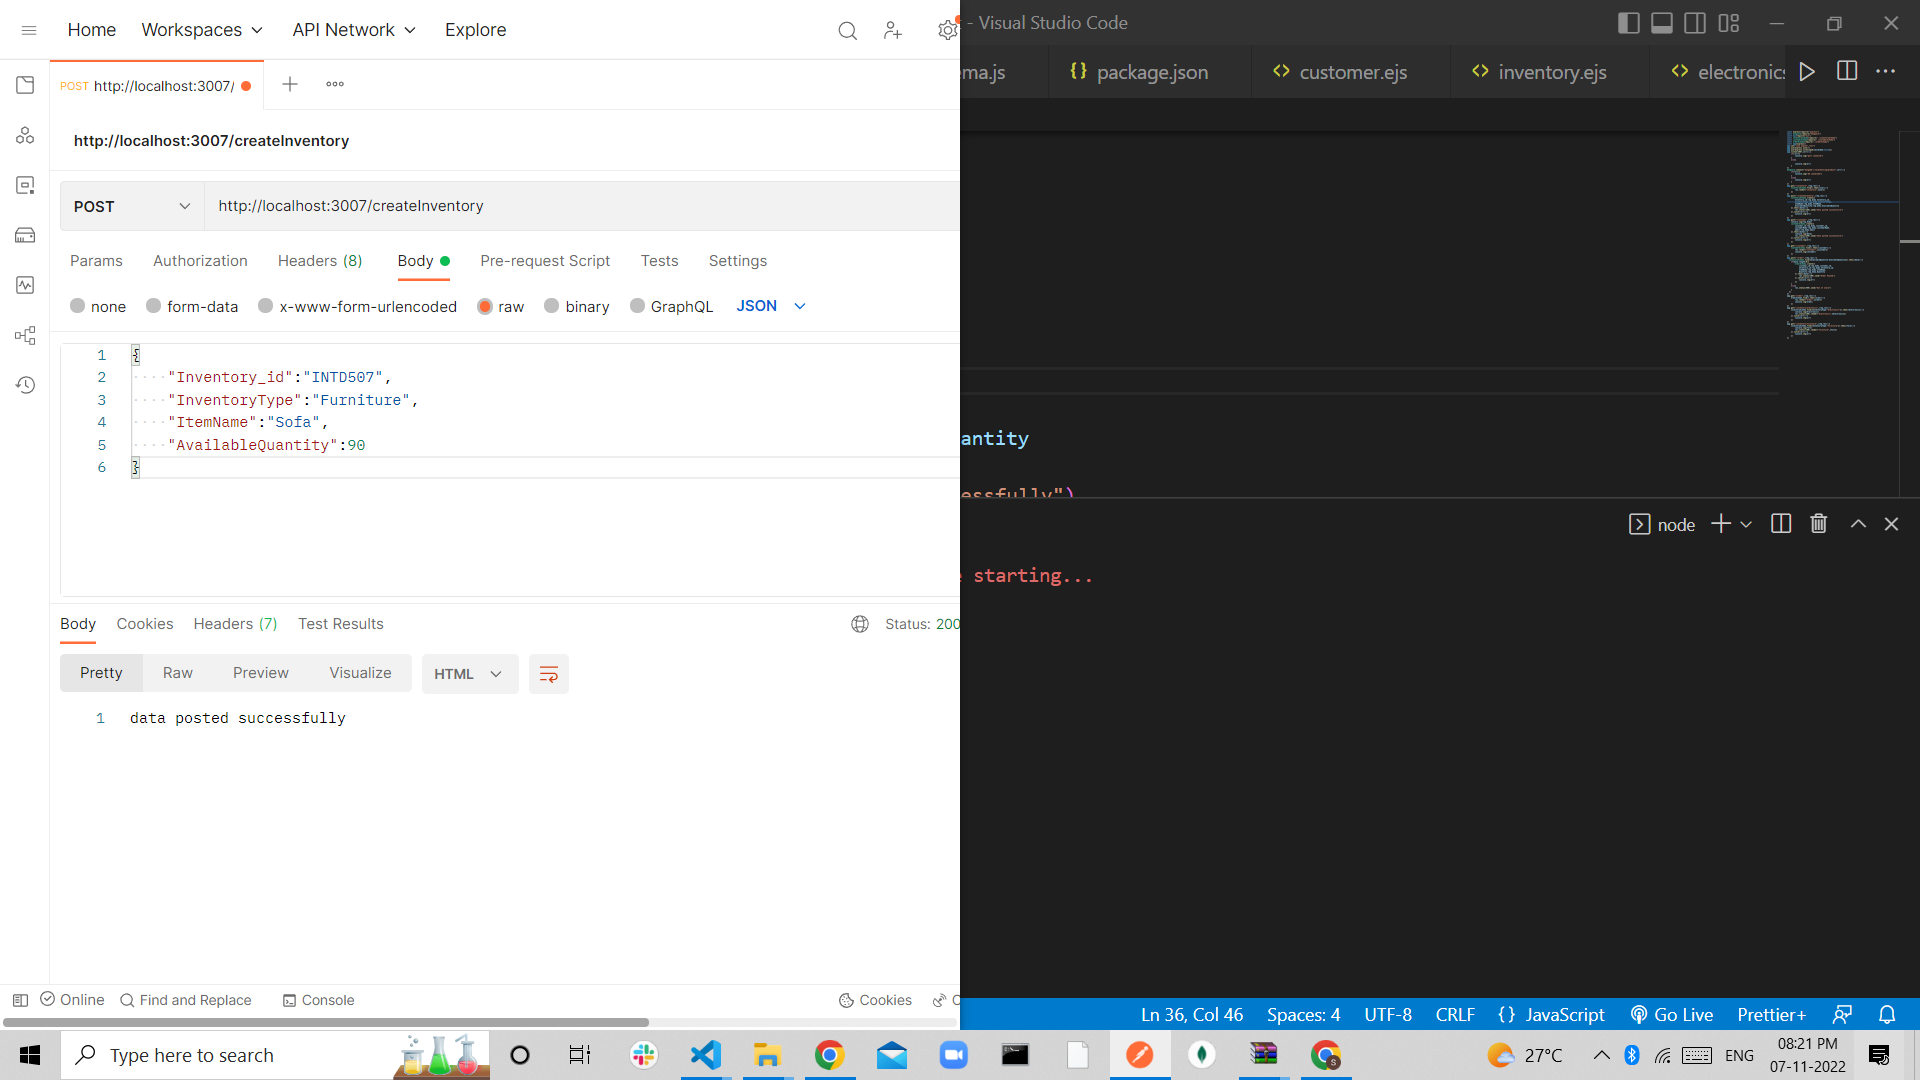 Home Workspaces API Network Explore
POST http://localhost:3007/
http://localhost:3007/createInventory
POST http://localhost:3007/createInventory
Params Authorization Headers (8) Body Pre-request Script Tests Settings
none form-data x-www-form-urlencoded raw binary GraphQL JSON
1 {
2 "Inventory_id":"INTD507",
3 "InventoryType":"Furniture",
4 "ItemName":"Sofa",
5 "AvailableQuantity":90
6 }
Body Cookies Headers (7) Test Results Status: 200
Pretty Raw Preview Visualize HTML
1 data posted successfully
Online Find and Replace Console Cookies
- Visual Studio Code
ema.js {} package.json <> customer.ejs <> inventory.ejs <> electronics
antity
essfully")
node
starting...
Ln 36, Col 46 Spaces: 4 UTF-8 CRLF {} JavaScript Go Live Prettier+
Type here to search
27°C ENG 08:21 PM
07-11-2022